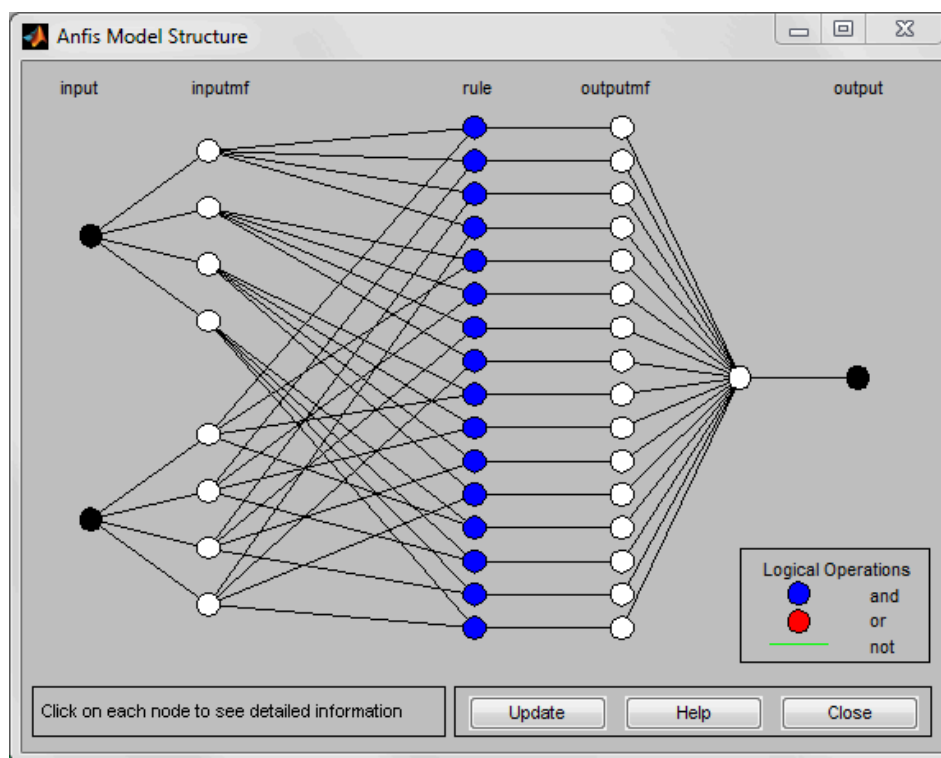 Anfis Model Structure
input inputmf rule outputmf output
Logical Operations
and
or
not
Click on each node to see detailed information
Update Help Close